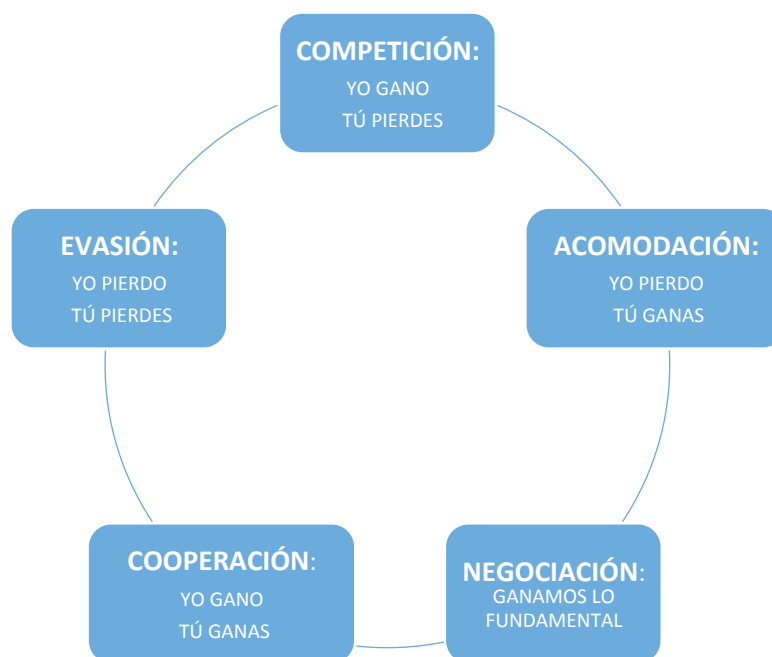 COMPETICIÓN:
YO GANO
TÚ PIERDES
EVASIÓN:
YO PIERDO
TÚ PIERDES
ACOMODACIÓN:
YO PIERDO
TÚ GANAS
COOPERACIÓN:
YO GANO
TÚ GANAS
NEGOCIACIÓN:
GANAMOS LO
FUNDAMENTAL